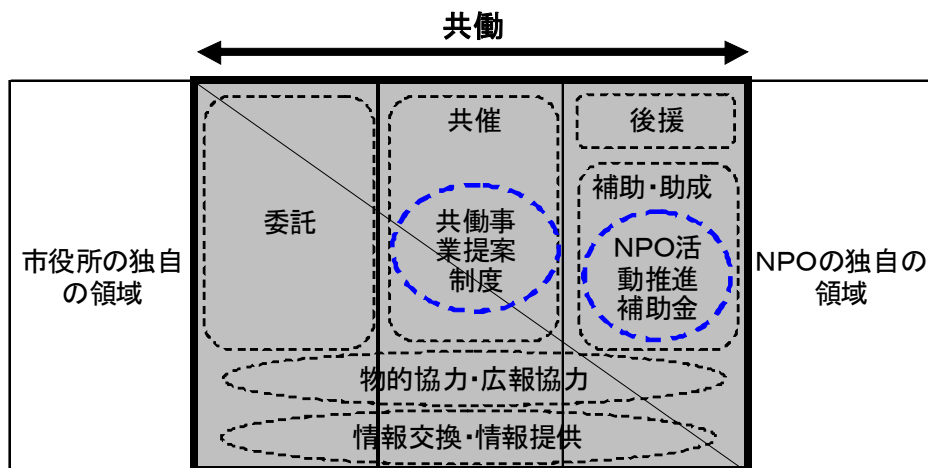 共働
市役所の独自
の領域
委託
共催
共働事
業提案
制度
後援
補助・助成
NPO活
動推進
補助金
NPOの独自の
領域
物的協力・広報協力
情報交換・情報提供